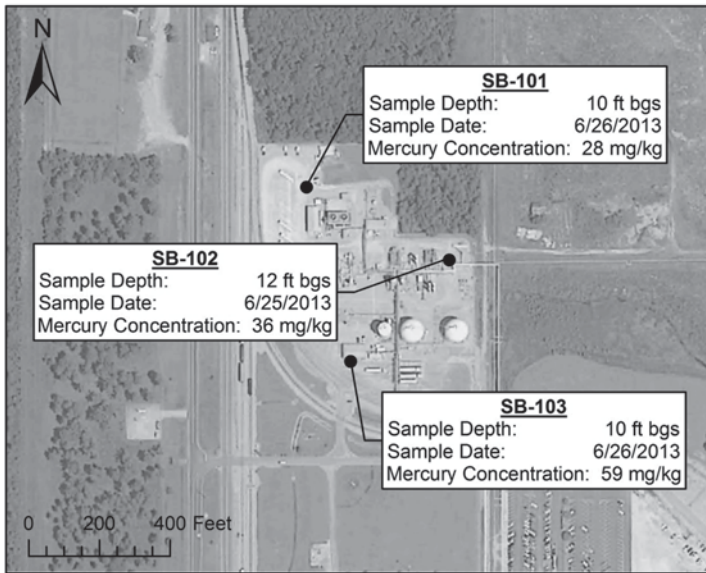 N
SB-101
Sample Depth: 10 ft bgs
Sample Date: 6/26/2013
Mercury Concentration: 28 mg/kg
SB-102
Sample Depth: 12 ft bgs
Sample Date: 6/25/2013
Mercury Concentration: 36 mg/kg
SB-103
Sample Depth: 10 ft bgs
Sample Date: 6/26/2013
Mercury Concentration: 59 mg/kg
0 200 400 Feet